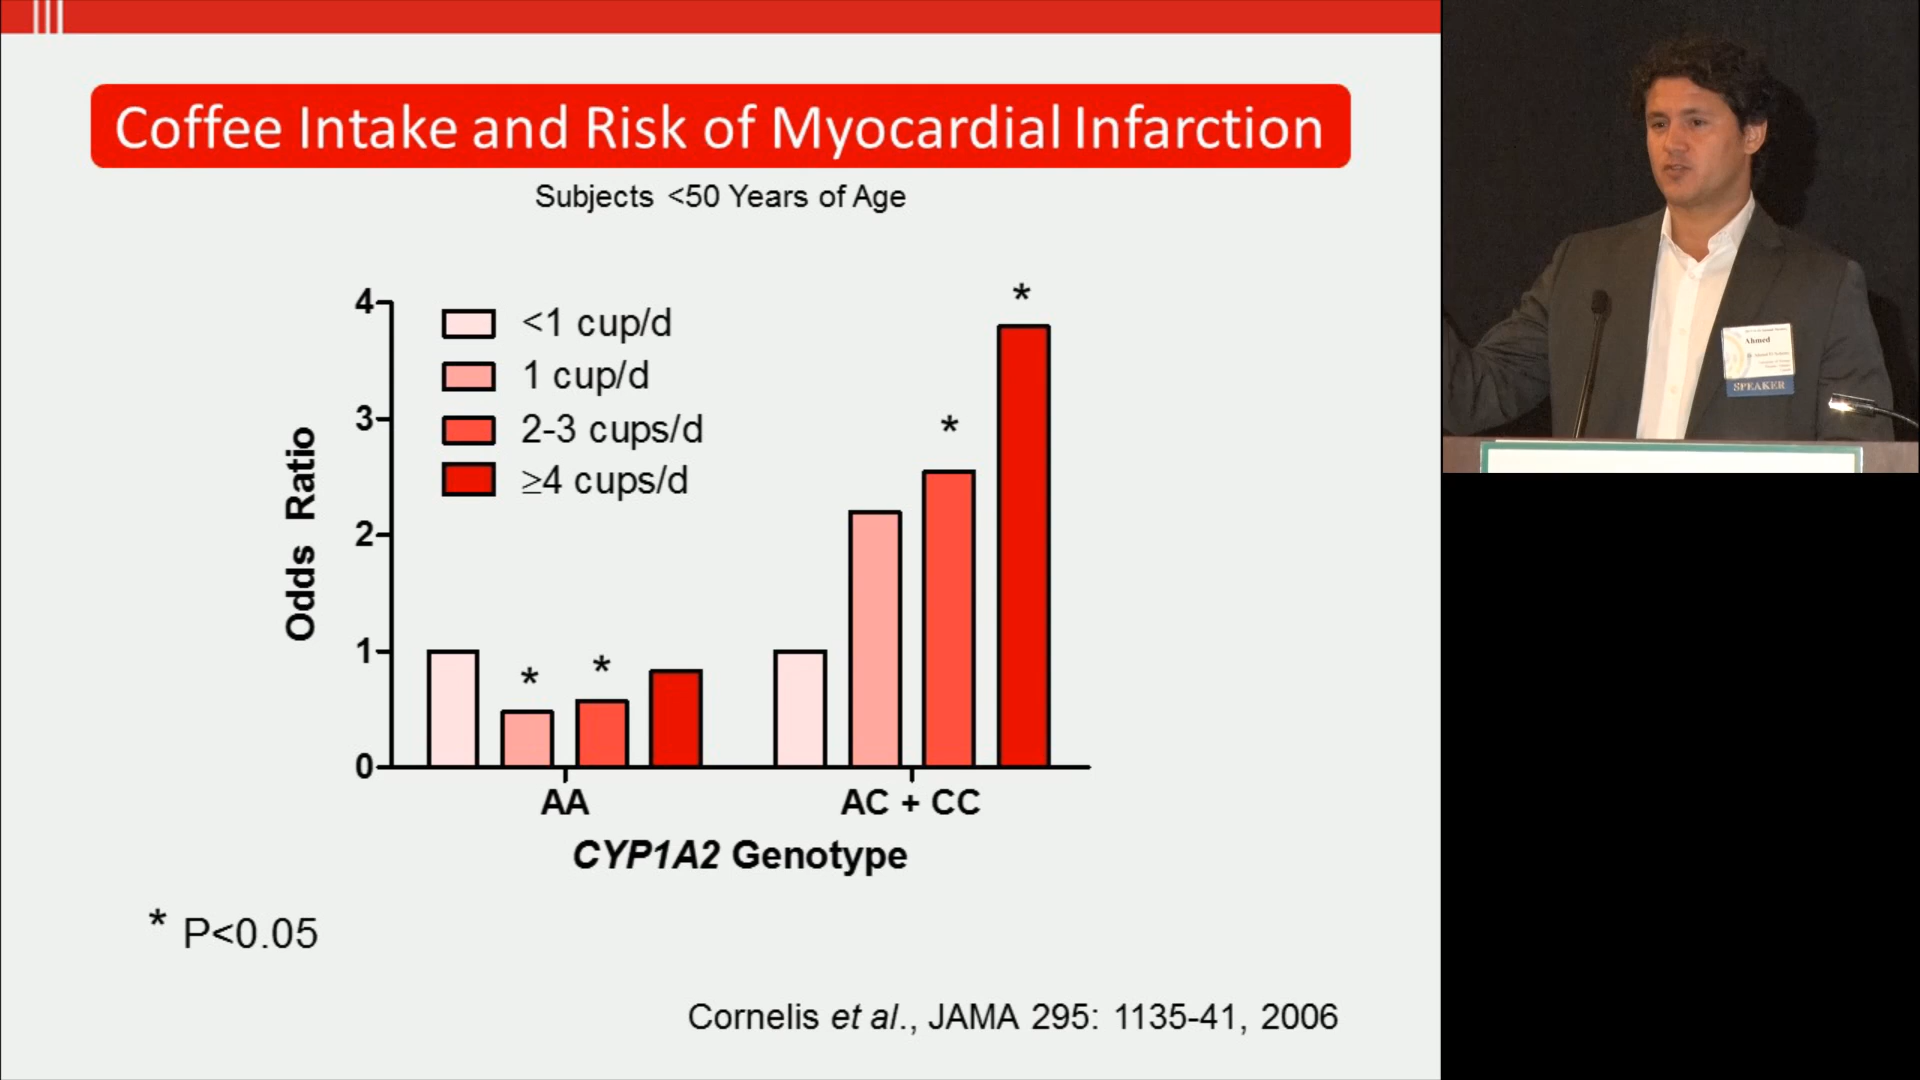 Coffee Intake and Risk of Myocardial Infarction
Subjects <50 Years of Age
4
3
2
1
0
Odds Ratio
<1 cup/d
1 cup/d
2-3 cups/d
≥4 cups/d
*
*
*
*
AA
AC + CC
CYP1A2 Genotype
* P<0.05
Cornelis et al., JAMA 295: 1135-41, 2006
Ahmed
SPEAKER